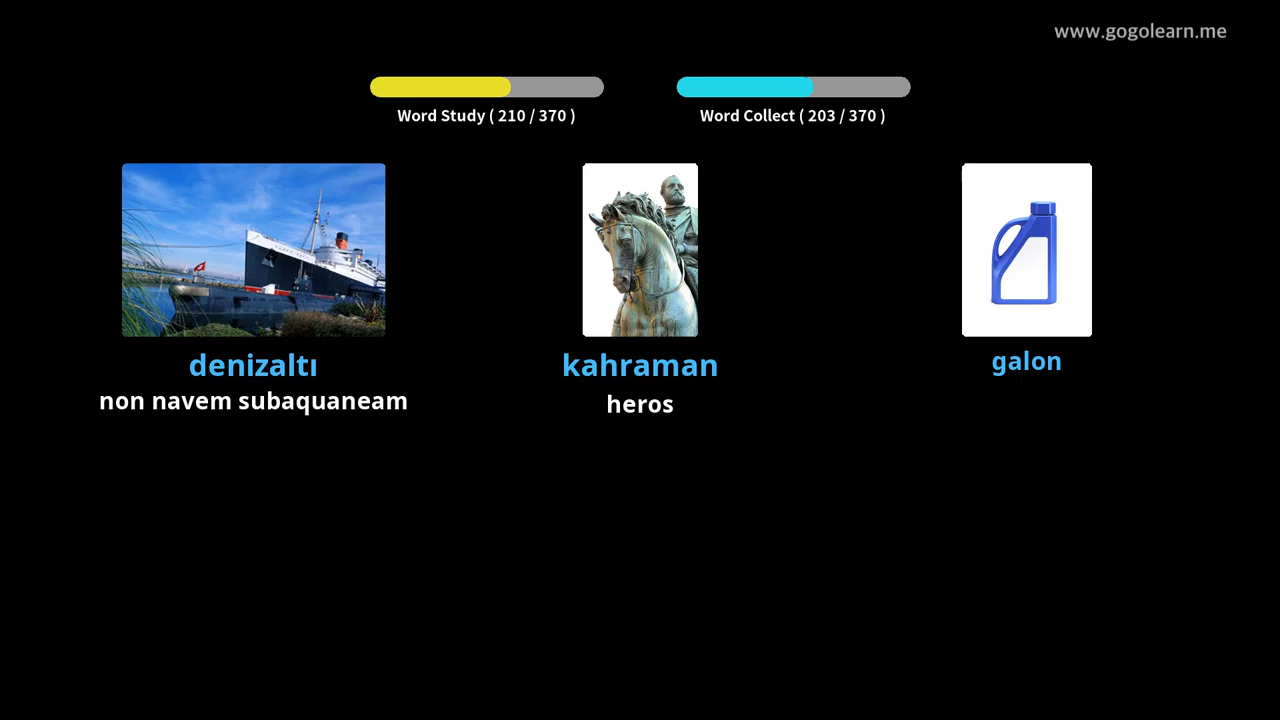 www.gogolearn.me
Word Study ( 210 / 370 )
Word Collect ( 203 / 370 )
denizaltı
non navem subaquaneam
kahraman
heros
galon